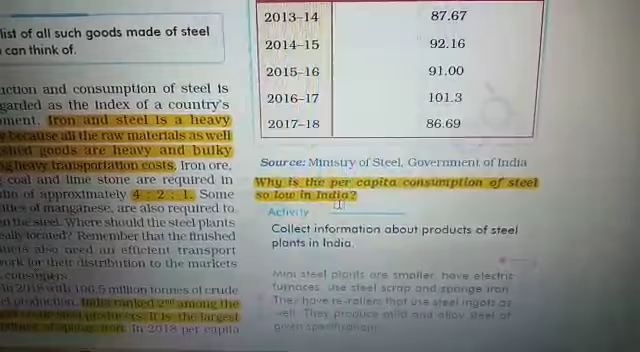 list of all such goods made of steel
can think of.
uction and consumption of steel is
garded as the index of a country's
ment. Iron and steel is a heavy
because all the raw materials as well
shed goods are heavy and bulky
heavy transportation costs. Iron ore,
coal and lime stone are required in
of approximately 4 : 2 : 1. Some
ities of manganese, are also required to
the steel. Where should the steel plants
ally located? Remember that the finished
also need an efficient transport
work for their distribution to the markets
consumers.
In 2018 with 106.5 million tonnes of crude
el production, India ranked 2nd among the
crude steel producers. It is the largest
of sponge iron. In 2018 per capita
2013-14 87.67
2014-15 92.16
2015-16 91.00
2016-17 101.3
2017-18 86.69
Source: Ministry of Steel, Government of India
Why is the per capita consumption of steel
so low in India?
Activity
Collect information about products of steel
plants in India.
Mini steel plants are smaller, have electric
furnaces, use steel scrap and sponge iron.
They have re-rollers that use steel ingots as
well. They produce mild and alloy steel of
given specifications.